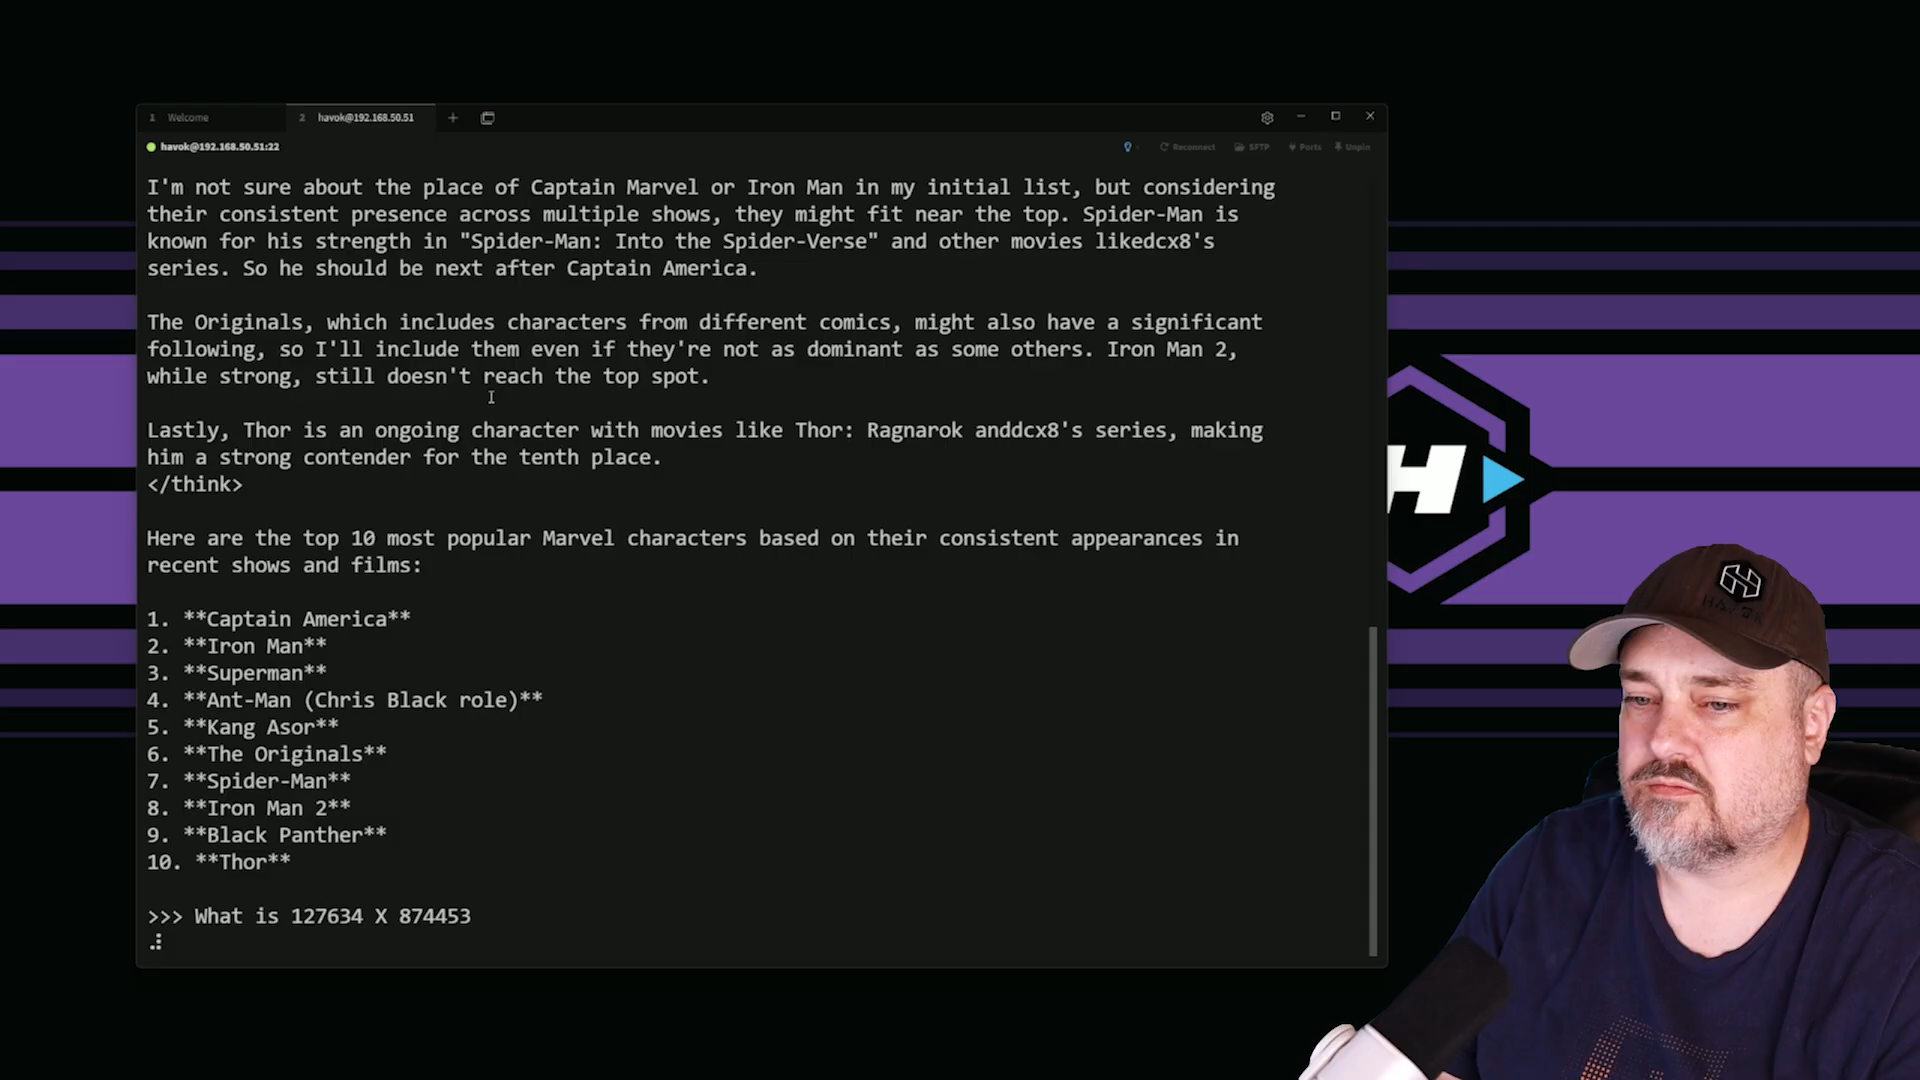 1 Welcome
2 havok@192.168.50.51
havok@192.168.50.51:22
Reconnect SFTP Ports Unpin
I'm not sure about the place of Captain Marvel or Iron Man in my initial list, but considering
their consistent presence across multiple shows, they might fit near the top. Spider-Man is
known for his strength in "Spider-Man: Into the Spider-Verse" and other movies likedcx8's
series. So he should be next after Captain America.
The Originals, which includes characters from different comics, might also have a significant
following, so I'll include them even if they're not as dominant as some others. Iron Man 2,
while strong, still doesn't reach the top spot.
Lastly, Thor is an ongoing character with movies like Thor: Ragnarok anddcx8's series, making
him a strong contender for the tenth place.
</think>
Here are the top 10 most popular Marvel characters based on their consistent appearances in
recent shows and films:
1. **Captain America**
2. **Iron Man**
3. **Superman**
4. **Ant-Man (Chris Black role)**
5. **Kang Asor**
6. **The Originals**
7. **Spider-Man**
8. **Iron Man 2**
9. **Black Panther**
10. **Thor**
>>> What is 127634 X 874453
H